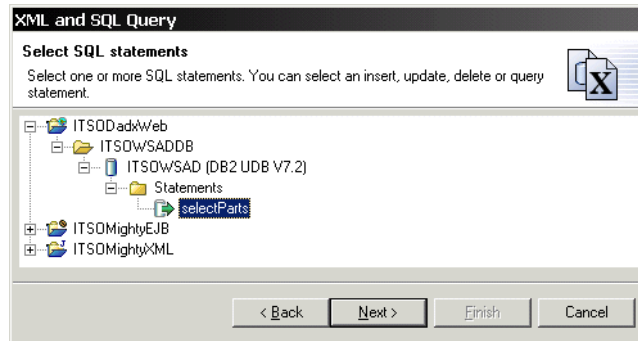 XML and SQL Query
Select SQL statements
Select one or more SQL statements. You can select an insert, update, delete or query
statement.
X
ITSODadxWeb
ITSOWSADDB
ITSOWSAD (DB2 UDB V7.2)
Statements
selectParts
ITSOMightyEJB
J
ITSOMightyXML
< Back Next > Finish Cancel